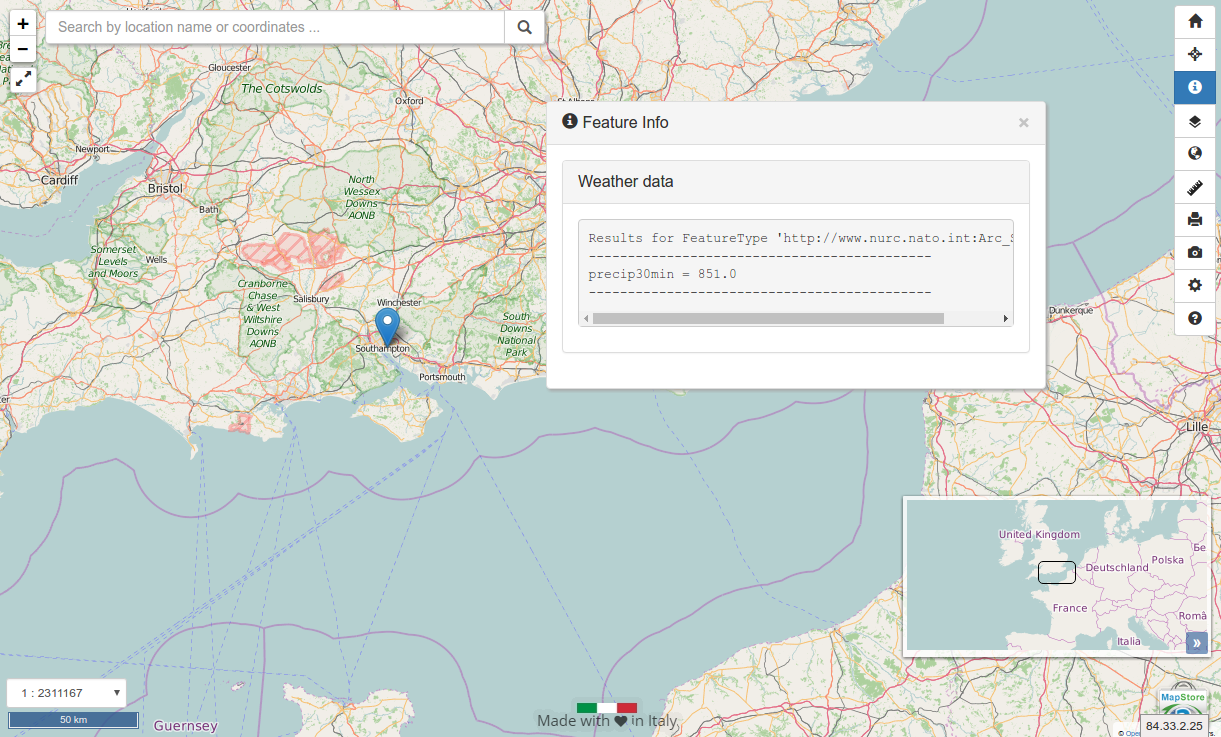 +
−
Search by location name or coordinates ...
Gloucester
The Cotswolds
Oxford
Newport
Cardiff
Bristol
Bath
North
Wessex
Downs
AONB
Somerset
Levels
and Moors
Wells
Cranborne
Chase
& West
Wiltshire
Downs
AONB
Salisbury
Winchester
Southampton
South
Downs
National
Park
Portsmouth
Feature Info
×
Weather data
Results for FeatureType 'http://www.nurc.nato.int:Arc_S
--------------------------------------------
precip30min = 851.0
--------------------------------------------
Dunkerque
Lille
United Kingdom
Бе
Polska
Deutschland
France
Româ
Italia
»
1 : 2311167
50 km
Guernsey
Made with ❤ in Italy
MapStore
84.33.2.25